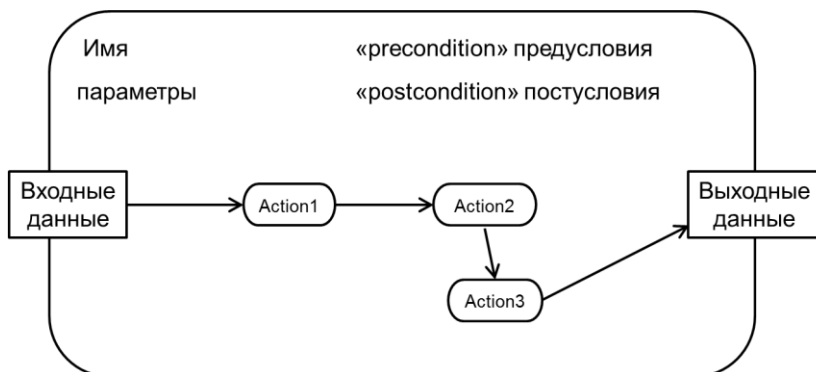 Имя
«precondition» предусловия
параметры
«postcondition» постусловия
Входные
данные
Action1
Action2
Выходные
данные
Action3